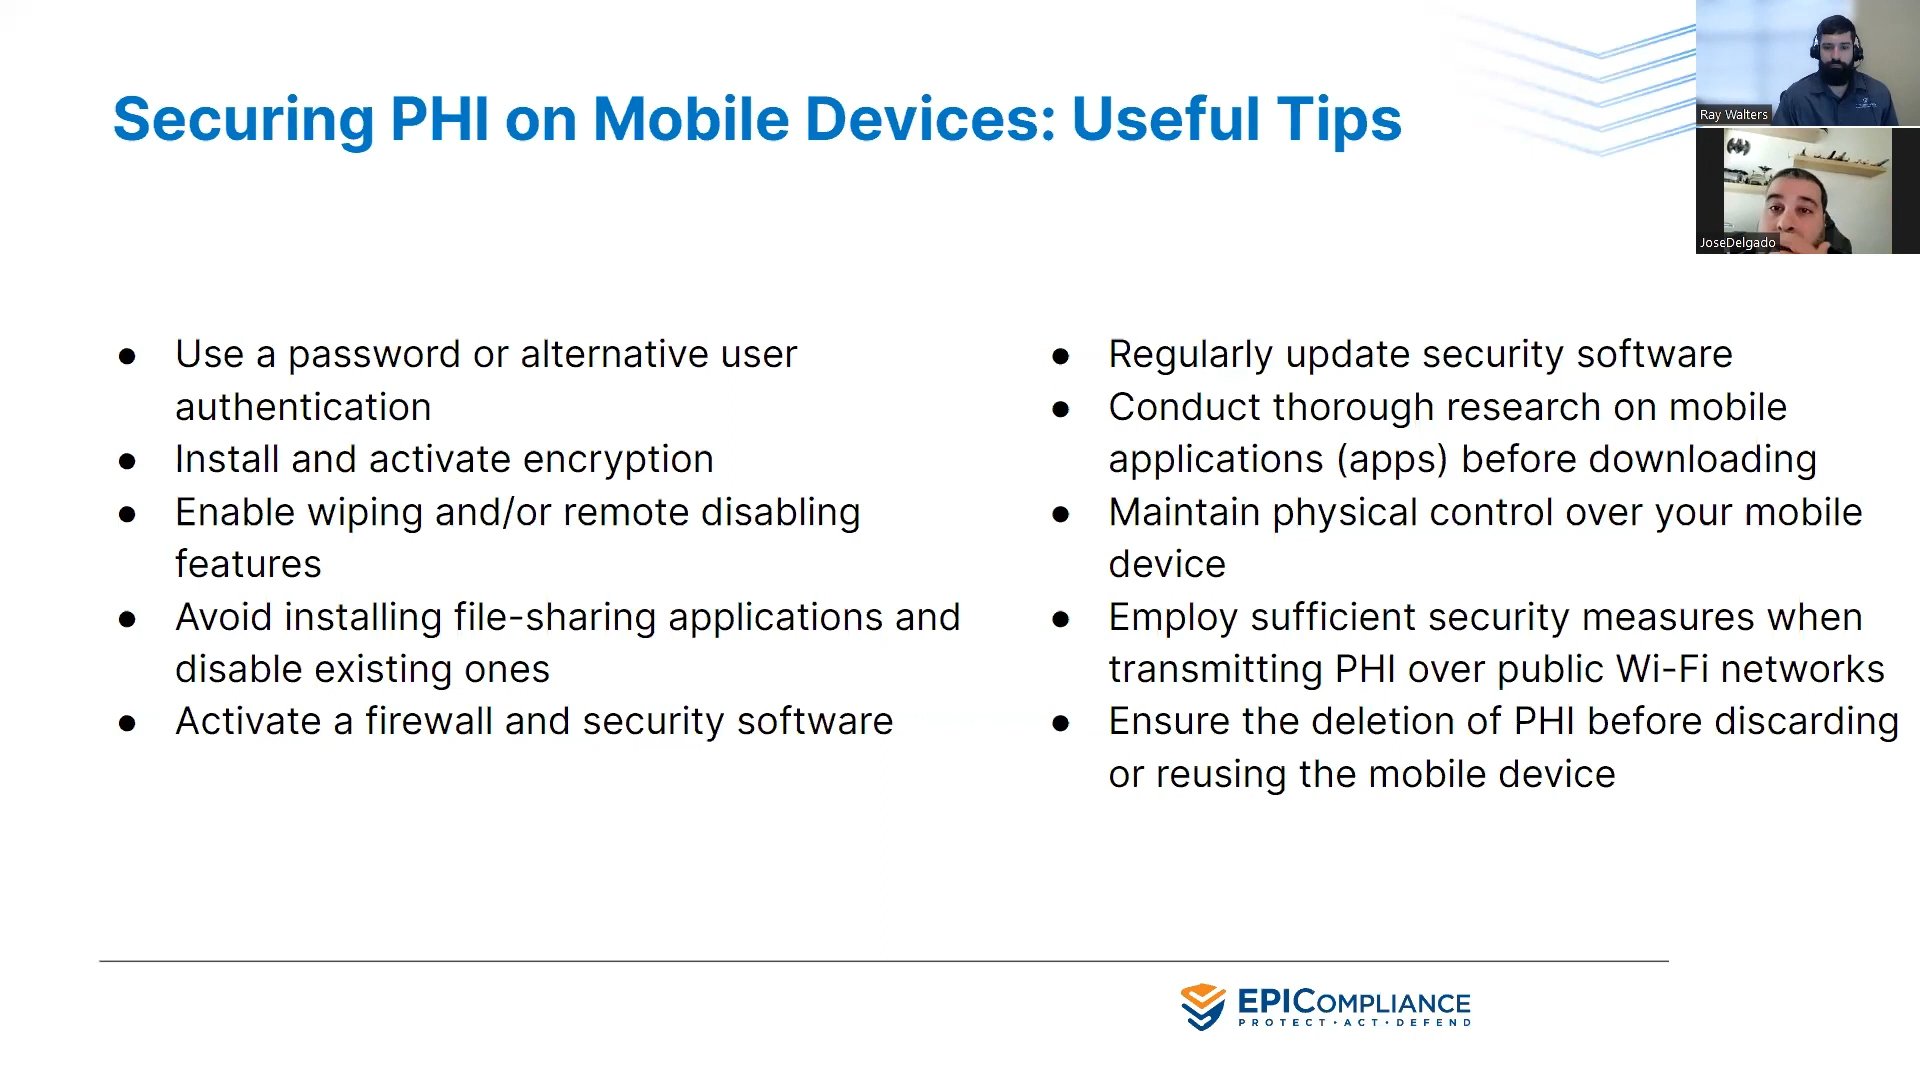 Securing PHI on Mobile Devices: Useful Tips
Ray Walters
JoseDelgado
● Use a password or alternative user
authentication
● Install and activate encryption
● Enable wiping and/or remote disabling
features
● Avoid installing file-sharing applications and
disable existing ones
● Activate a firewall and security software
● Regularly update security software
● Conduct thorough research on mobile
applications (apps) before downloading
● Maintain physical control over your mobile
device
● Employ sufficient security measures when
transmitting PHI over public Wi-Fi networks
● Ensure the deletion of PHI before discarding
or reusing the mobile device
EPICOMPLIANCE
PROTECT • ACT • DEFEND